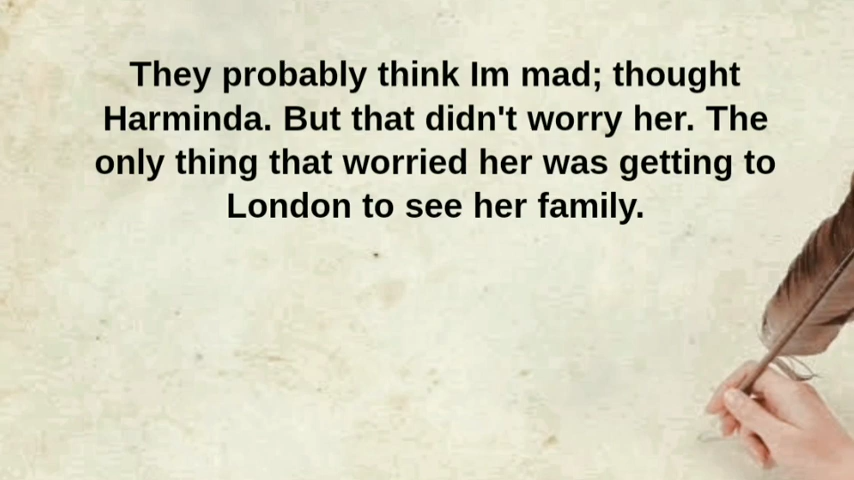 They probably think Im mad; thought
Harminda. But that didn't worry her. The
only thing that worried her was getting to
London to see her family.